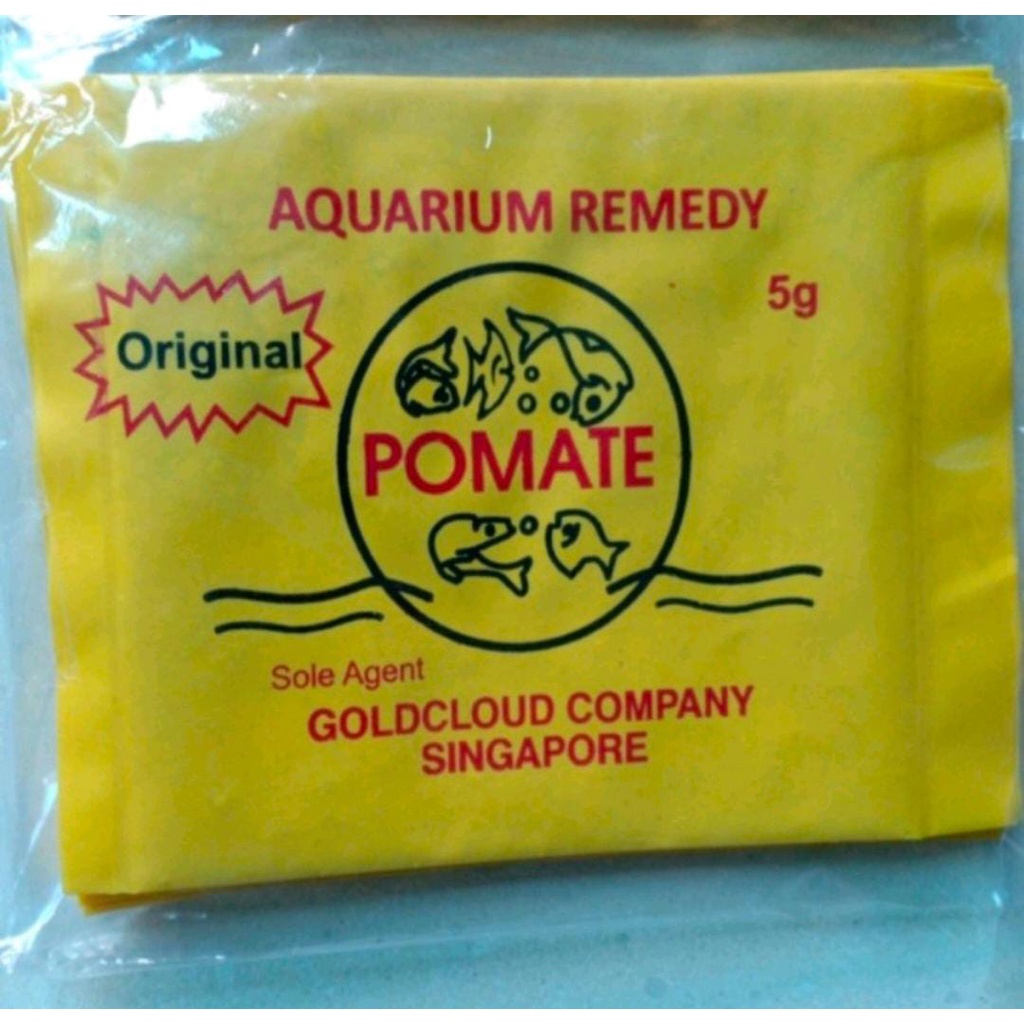 AQUARIUM REMEDY
5g
Original
POMATE
Sole Agent
GOLDCLOUD COMPANY
SINGAPORE